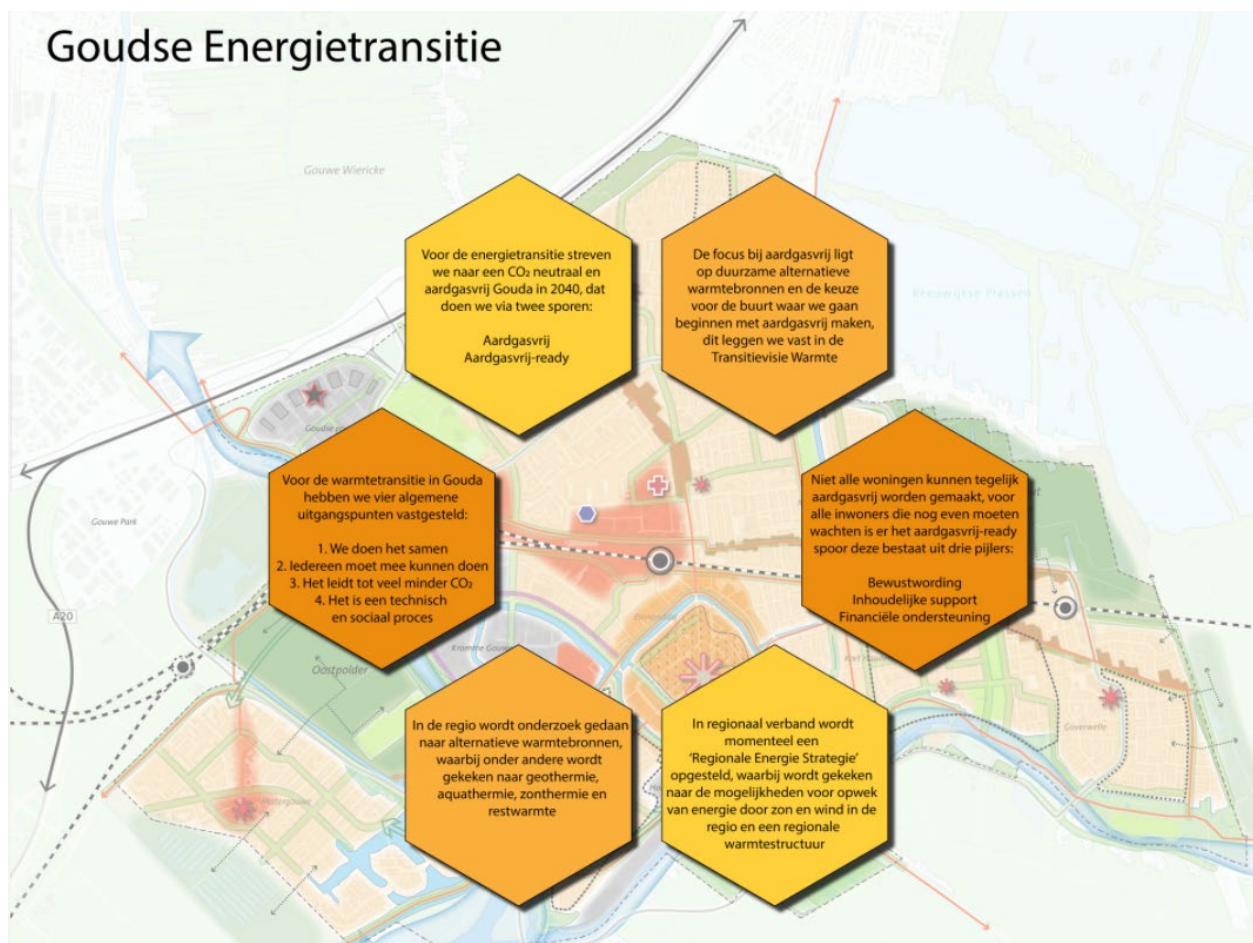 Goudse Energietransitie
Gouwe Wiericke
Voor de energietransitie streven
we naar een CO₂ neutraal en
aardgasvrij Gouda in 2040, dat
doen we via twee sporen:
Aardgasvrij
Aardgasvrij-ready
De focus bij aardgasvrij ligt
op duurzame alternatieve
warmtebronnen en de keuze
voor de buurt waar we gaan
beginnen met aardgasvrij maken,
dit leggen we vast in de
Transitievisie Warmte
Reeuwijkse Plassen
Voor de warmtetransitie in Gouda
hebben we vier algemene
uitgangspunten vastgesteld:
1. We doen het samen
2. Iedereen moet mee kunnen doen
3. Het leidt tot veel minder CO₂
4. Het is een technisch
en sociaal proces
Niet alle woningen kunnen tegelijk
aardgasvrij worden gemaakt, voor
alle inwoners die nog even moeten
wachten is er het aardgasvrij-ready
spoor deze bestaat uit drie pijlers:
Bewustwording
Inhoudelijke support
Financiële ondersteuning
Gouwe Park
A20
Oostpolder
Goverwelle
In de regio wordt onderzoek gedaan
naar alternatieve warmtebronnen,
waarbij onder andere wordt
gekeken naar geothermie,
aquathermie, zonthermie en
restwarmte
In regionaal verband wordt
momenteel een
'Regionale Energie Strategie'
opgesteld, waarbij wordt gekeken
naar de mogelijkheden voor opwek
van energie door zon en wind in de
regio en een regionale
warmtestructuur